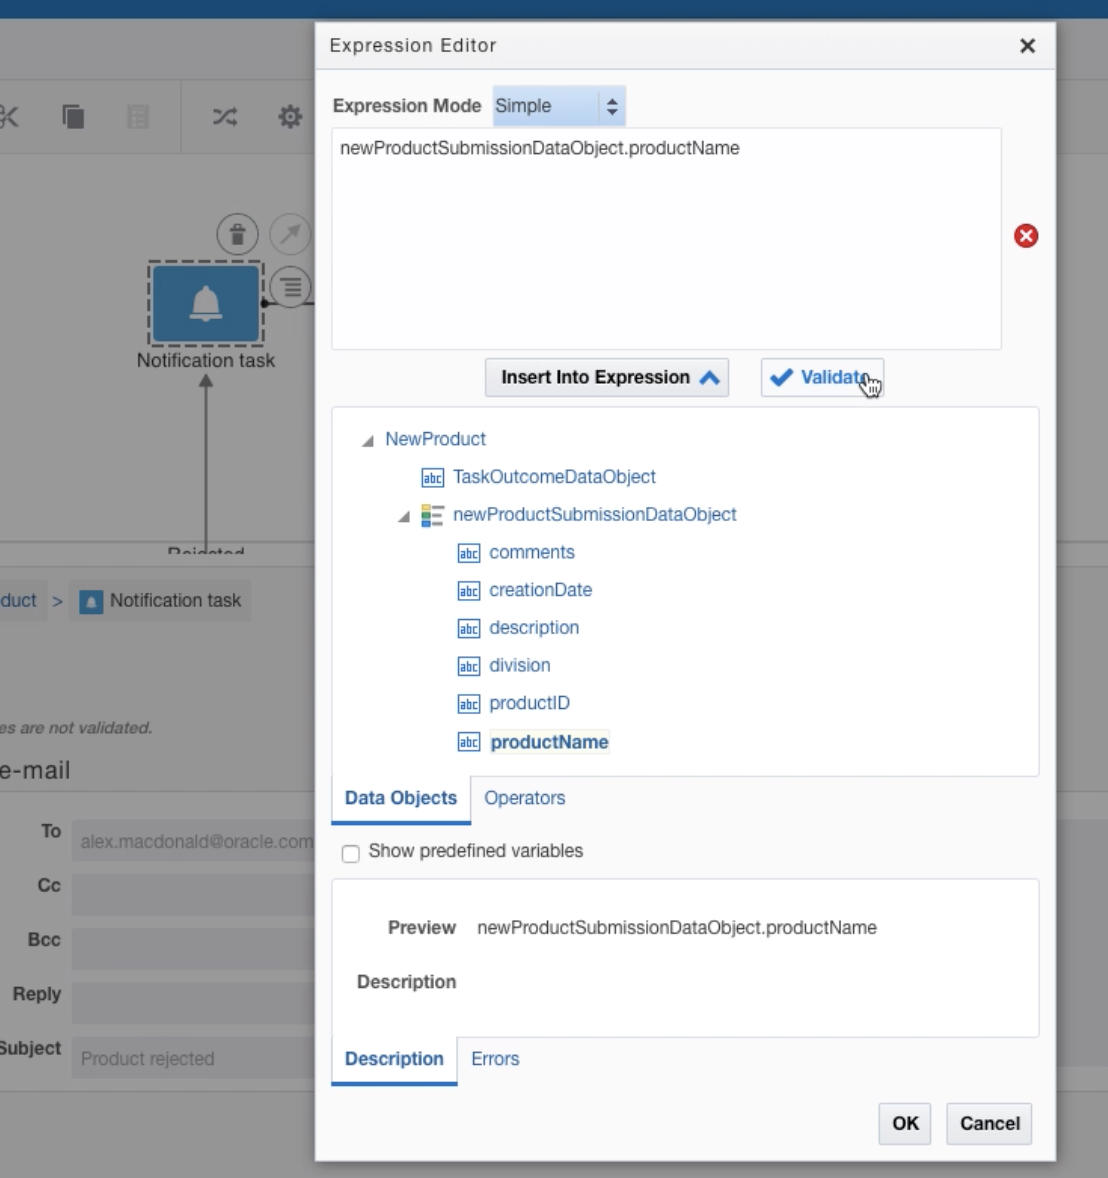 Expression Editor
Expression Mode Simple
newProductSubmissionDataObject.productName
Insert Into Expression
Validate
NewProduct
abc TaskOutcomeDataObject
newProductSubmissionDataObject
abc comments
abc creationDate
abc description
abc division
abc productID
abc productName
Data Objects Operators
Show predefined variables
Preview newProductSubmissionDataObject.productName
Description
Description Errors
OK Cancel
Notification task
Rejected
duct > Notification task
es are not validated.
e-mail
To alex.macdonald@oracle.com
Cc
Bcc
Reply
Subject Product rejected